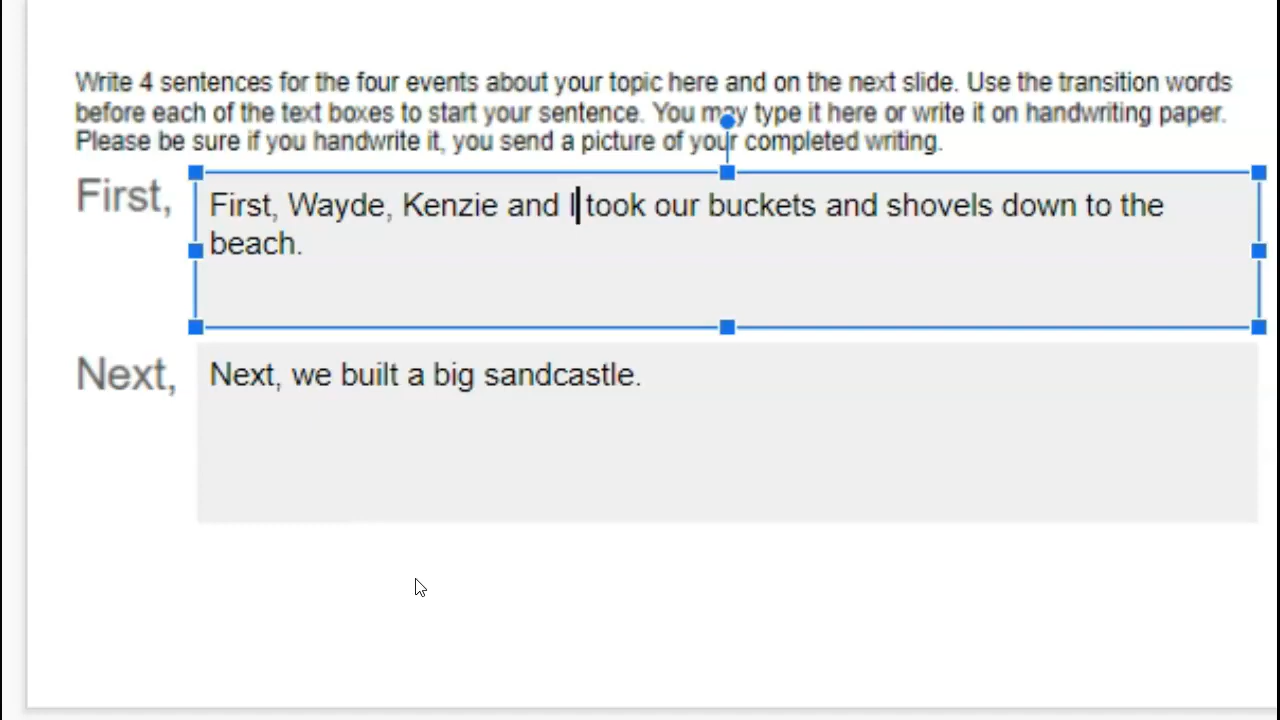 Write 4 sentences for the four events about your topic here and on the next slide. Use the transition words
before each of the text boxes to start your sentence. You may type it here or write it on handwriting paper.
Please be sure if you handwrite it, you send a picture of your completed writing.
First,
First, Wayde, Kenzie and I took our buckets and shovels down to the
beach.
Next,
Next, we built a big sandcastle.